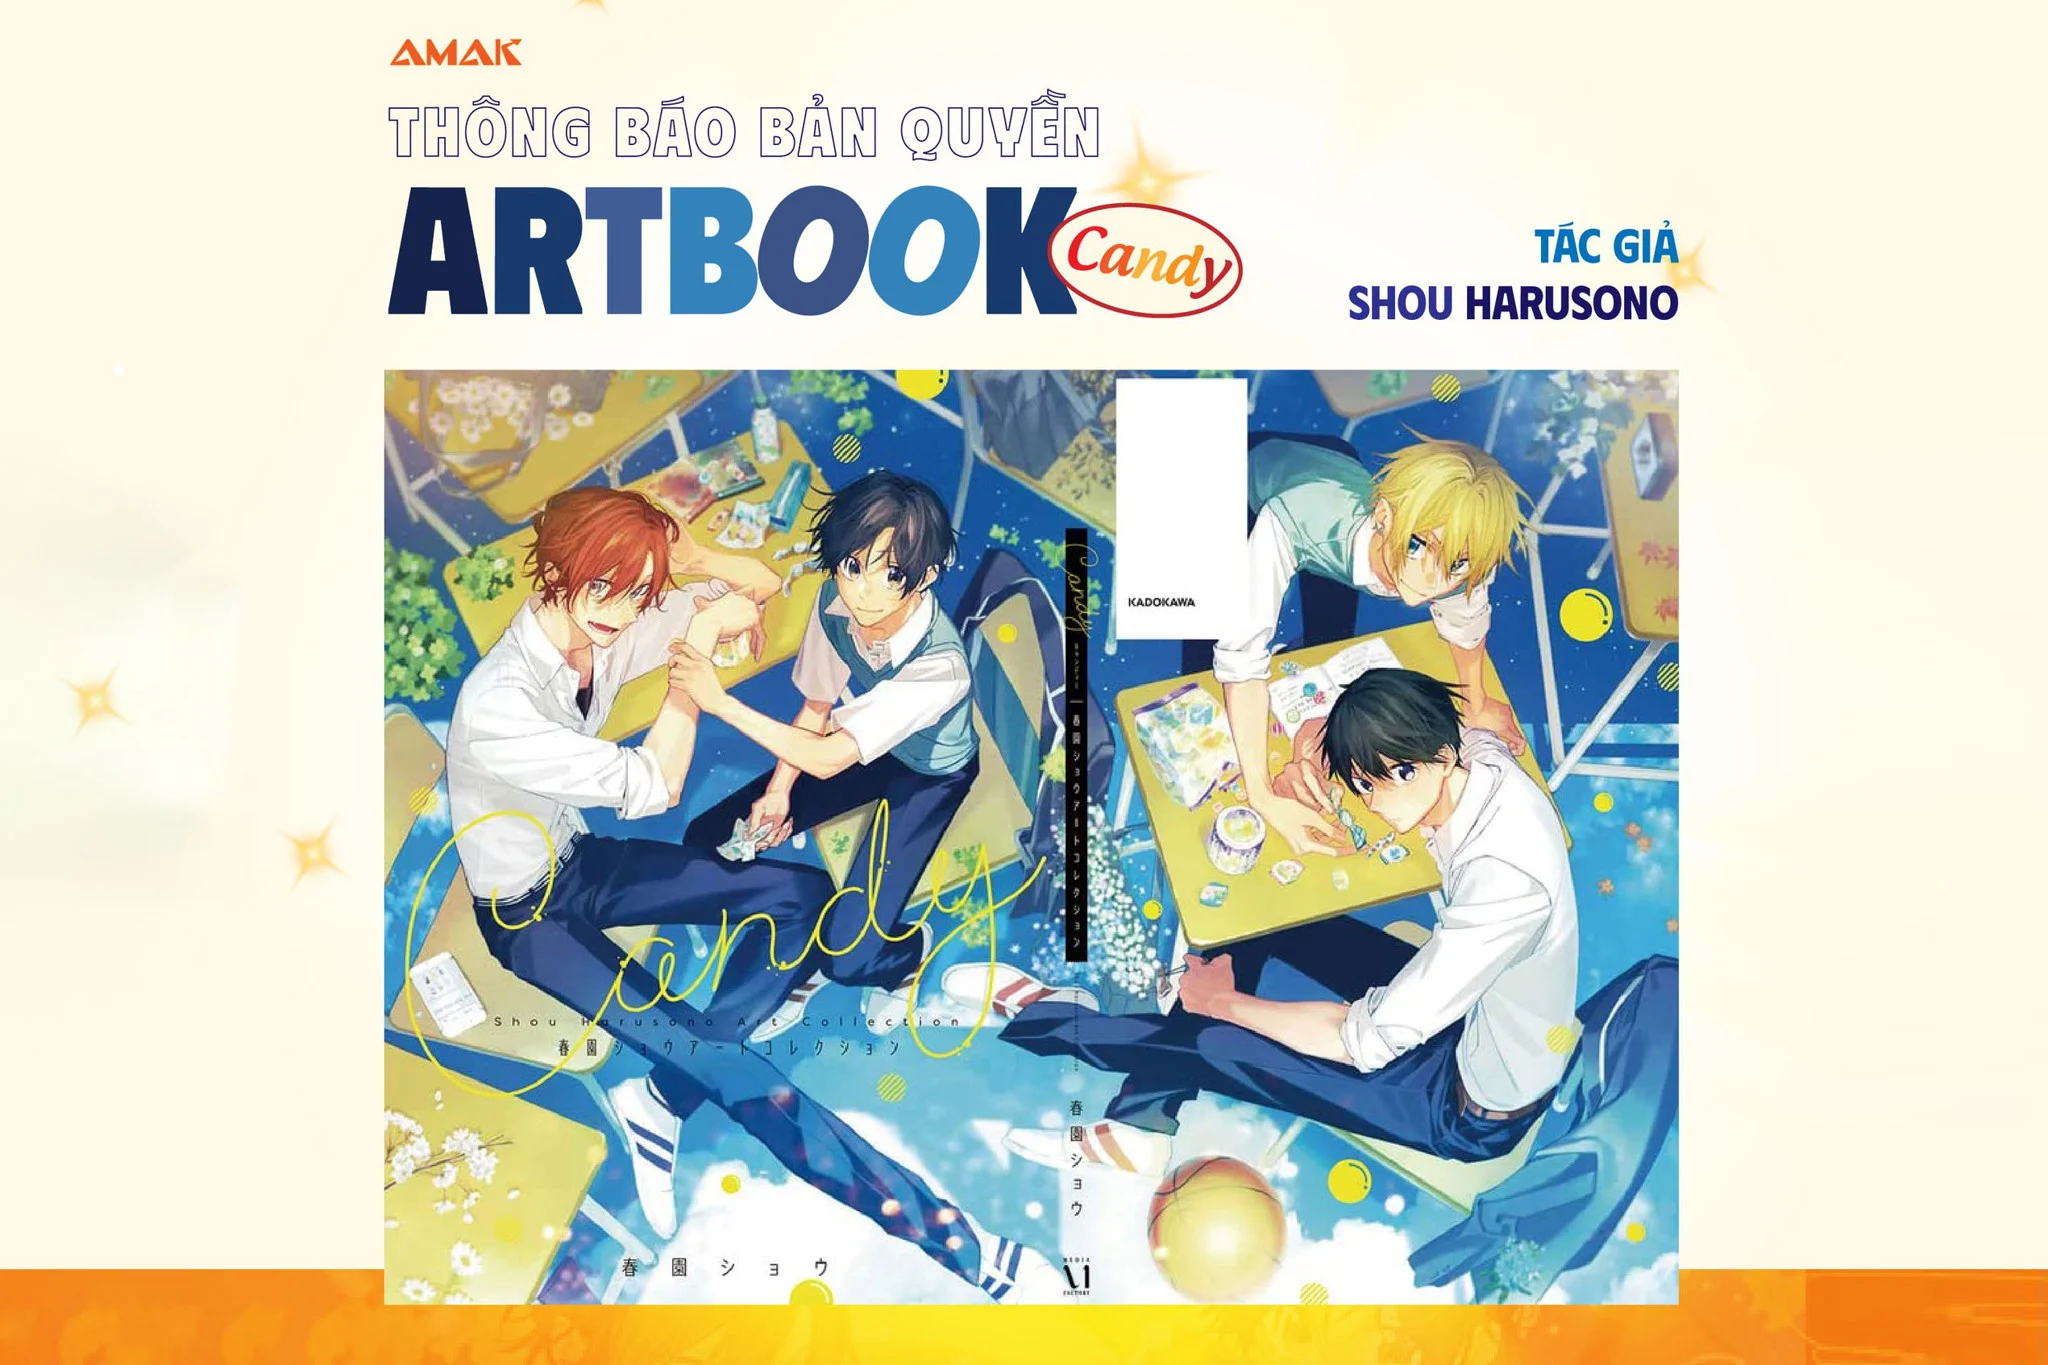 AMAK
THÔNG BÁO BẢN QUYỀN
ARTBOOK
Candy
TÁC GIẢ
SHOU HARUSONO
KADOKAWA
Candy
春園ショウアートコレクション
春園ショウ
MEDIA
FACTORY
Candy
Shou Harusono Art Collection
春園ショウアートコレクション
春園ショウ